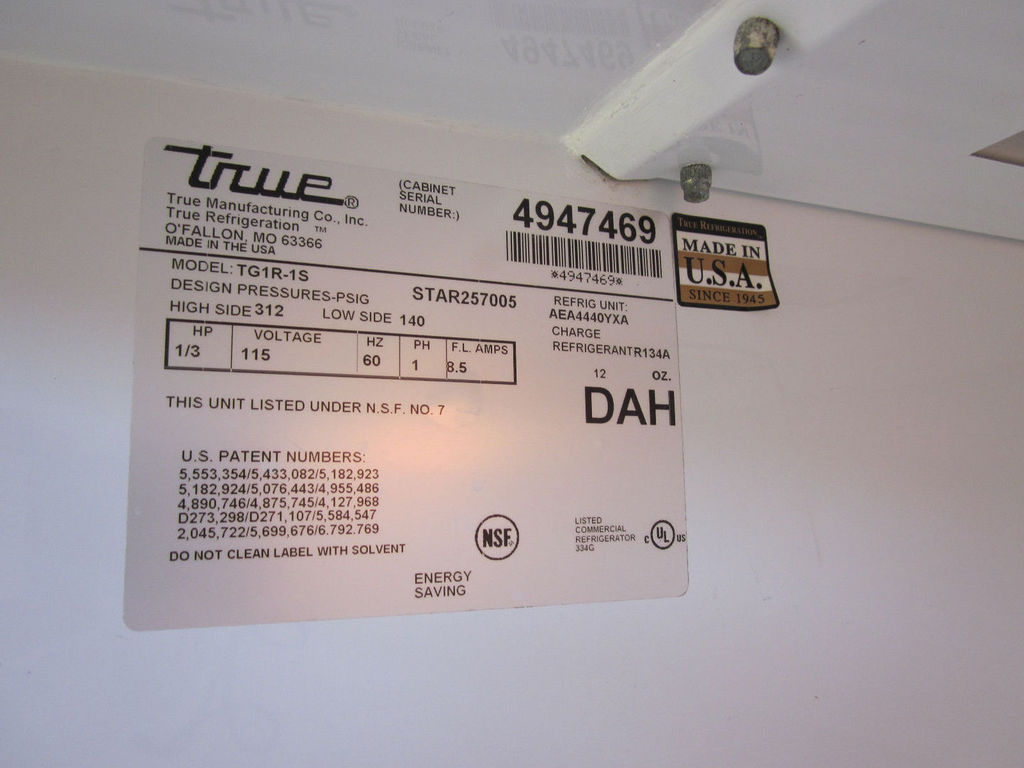 true®
True Manufacturing Co., Inc.
True Refrigeration ™
O'FALLON, MO 63366
MADE IN THE USA
(CABINET
SERIAL
NUMBER:)
4947469
*4947469*
TRUE REFRIGERATION
MADE IN
U.S.A.
SINCE 1945
MODEL: TG1R-1S
DESIGN PRESSURES-PSIG STAR257005
HIGH SIDE 312 LOW SIDE 140
REFRIG UNIT:
AEA4440YXA
CHARGE
REFRIGERANT R134A
12 OZ.
DAH
HP VOLTAGE HZ PH F.L. AMPS
1/3 115 60 1 8.5
THIS UNIT LISTED UNDER N.S.F. NO. 7
U.S. PATENT NUMBERS:
5,553,354/5,433,082/5,182,923
5,182,924/5,076,443/4,955,486
4,890,746/4,875,745/4,127,968
D273,298/D271,107/5,584,547
2,045,722/5,699,676/6.792.769
DO NOT CLEAN LABEL WITH SOLVENT
NSF
LISTED
COMMERCIAL
REFRIGERATOR
334G
C UL US
ENERGY
SAVING